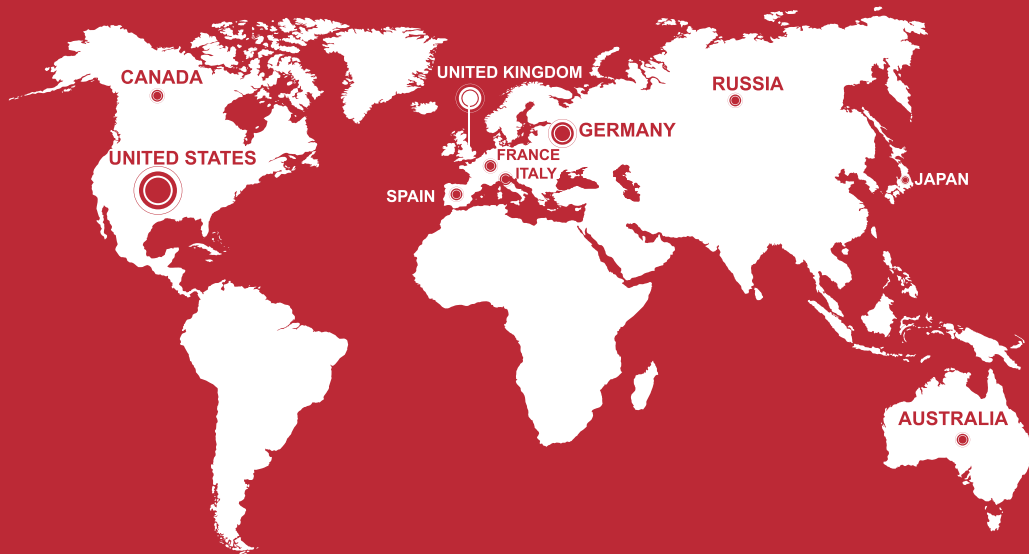 UNITED KINGDOM
CANADA
RUSSIA
GERMANY
UNITED STATES
FRANCE
ITALY
JAPAN
SPAIN
AUSTRALIA